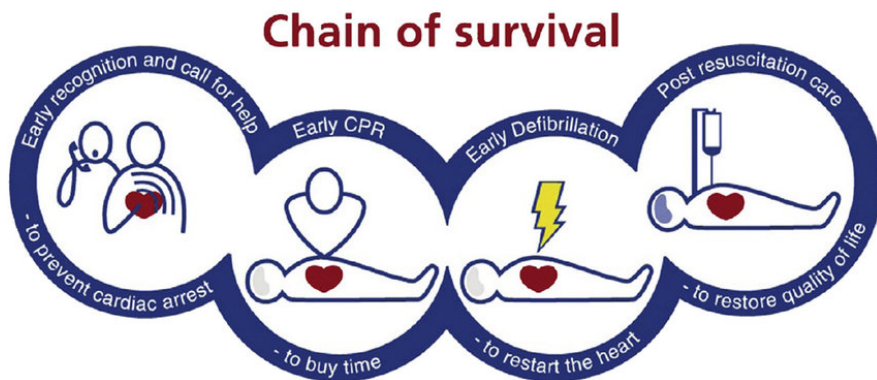 Chain of survival
Early recognition and call for help
- to prevent cardiac arrest
Early CPR
- to buy time
Early Defibrillation
- to restart the heart
Post resuscitation care
- to restore quality of life